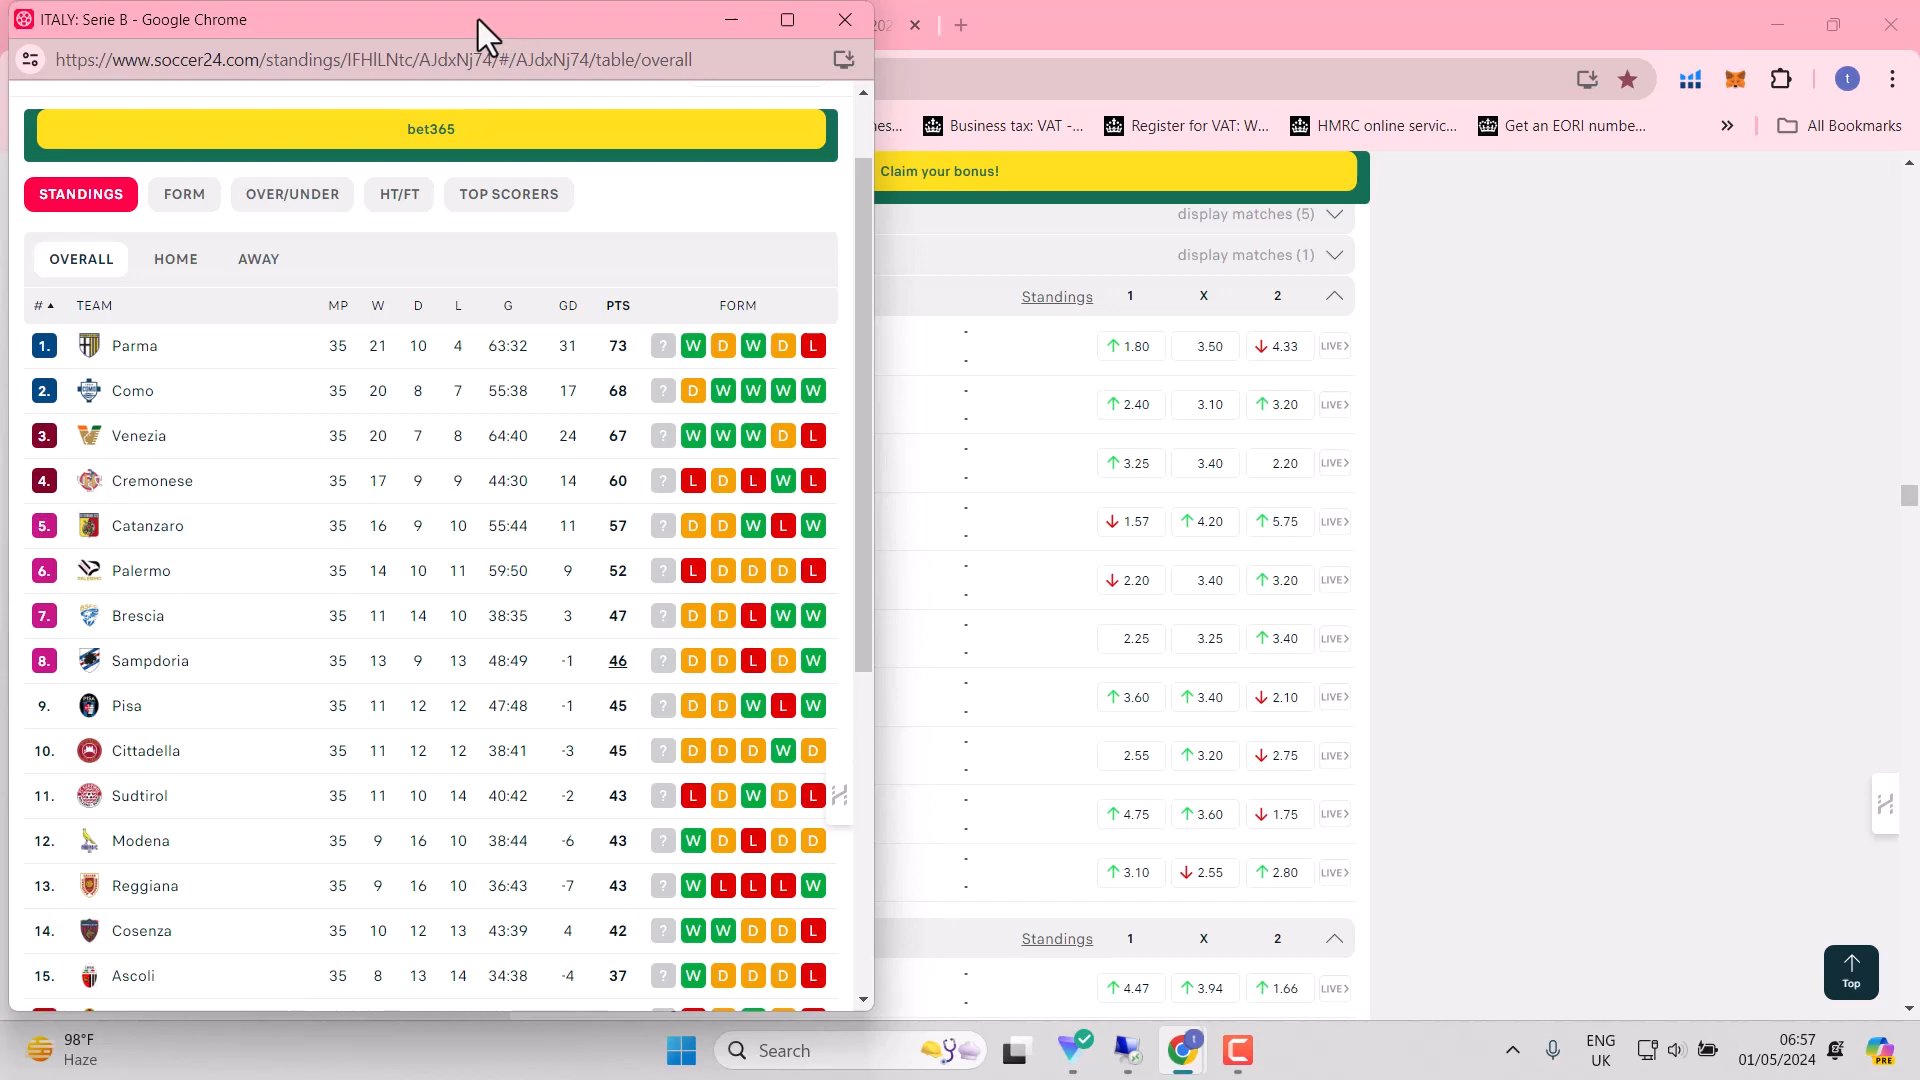 ITALY: Serie B - Google Chrome
https://www.soccer24.com/standings/IFHlLNtc/AJdxNj74/#/AJdxNj74/table/overall
bet365
STANDINGS FORM OVER/UNDER HT/FT TOP SCORERS
OVERALL HOME AWAY
# TEAM MP W D L G GD PTS FORM
1. Parma 35 21 10 4 63:32 31 73 ? W D W D L
2. Como 35 20 8 7 55:38 17 68 ? D W W W W
3. Venezia 35 20 7 8 64:40 24 67 ? W W W D L
4. Cremonese 35 17 9 9 44:30 14 60 ? L D L W L
5. Catanzaro 35 16 9 10 55:44 11 57 ? D D W L W
6. Palermo 35 14 10 11 59:50 9 52 ? L D D D L
7. Brescia 35 11 14 10 38:35 3 47 ? D D L W W
8. Sampdoria 35 13 9 13 48:49 -1 46 ? D D L D W
9. Pisa 35 11 12 12 47:48 -1 45 ? D D W L W
10. Cittadella 35 11 12 12 38:41 -3 45 ? D D D W D
11. Sudtirol 35 11 10 14 40:42 -2 43 ? L D W D L
12. Modena 35 9 16 10 38:44 -6 43 ? W D L D D
13. Reggiana 35 9 16 10 36:43 -7 43 ? W L L L W
14. Cosenza 35 10 12 13 43:39 4 42 ? W W D D L
15. Ascoli 35 8 13 14 34:38 -4 37 ? W D D D L
202
t
nes... Business tax: VAT -... Register for VAT: W... HMRC online servic... Get an EORI numbe... All Bookmarks
Claim your bonus!
display matches (5)
display matches (1)
Standings 1 X 2
- - 1.80 3.50 4.33 LIVE
- - 2.40 3.10 3.20 LIVE
- - 3.25 3.40 2.20 LIVE
- - 1.57 4.20 5.75 LIVE
- - 2.20 3.40 3.20 LIVE
- - 2.25 3.25 3.40 LIVE
- - 3.60 3.40 2.10 LIVE
- - 2.55 3.20 2.75 LIVE
- - 4.75 3.60 1.75 LIVE
- - 3.10 2.55 2.80 LIVE
Standings 1 X 2
- - 4.47 3.94 1.66 LIVE
Top
98°F
Haze
Search
t
ENG
UK
06:57
01/05/2024
PRE